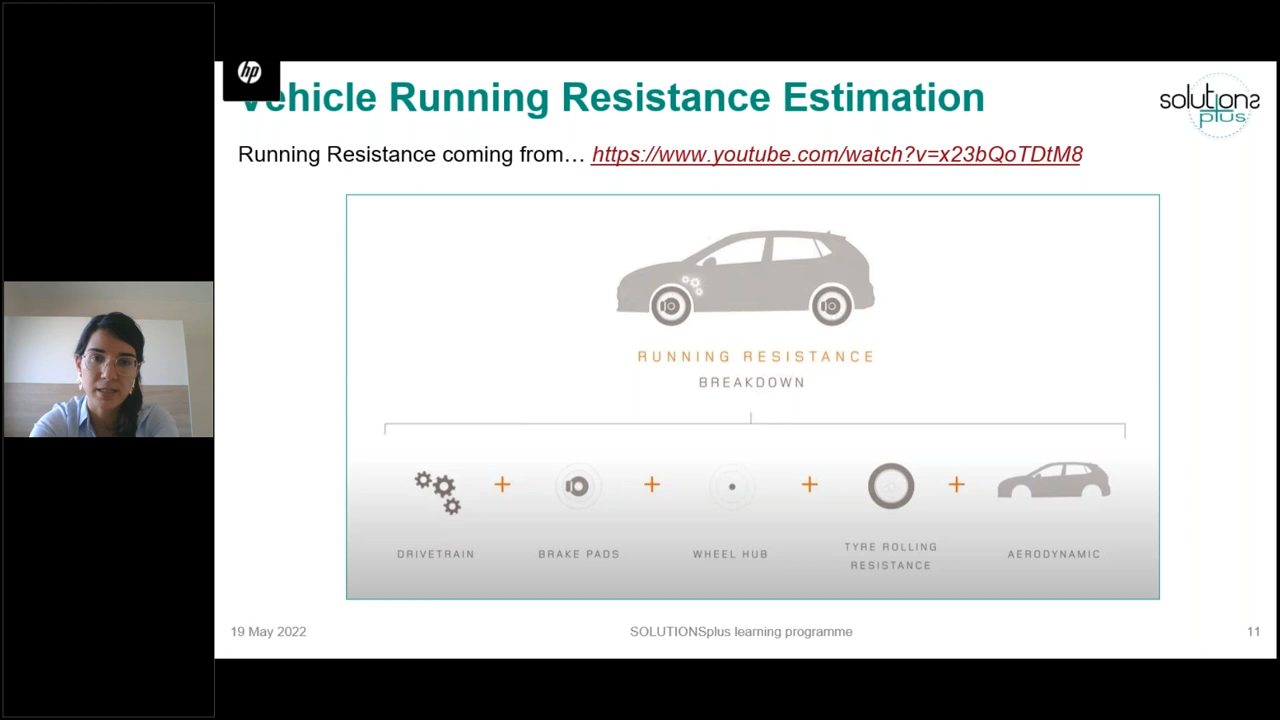 hp
Vehicle Running Resistance Estimation
solutions
plus
Running Resistance coming from… https://www.youtube.com/watch?v=x23bQoTDtM8
RUNNING RESISTANCE
BREAKDOWN
+ + + +
DRIVETRAIN BRAKE PADS WHEEL HUB TYRE ROLLING RESISTANCE AERODYNAMIC
19 May 2022 SOLUTIONSplus learning programme 11